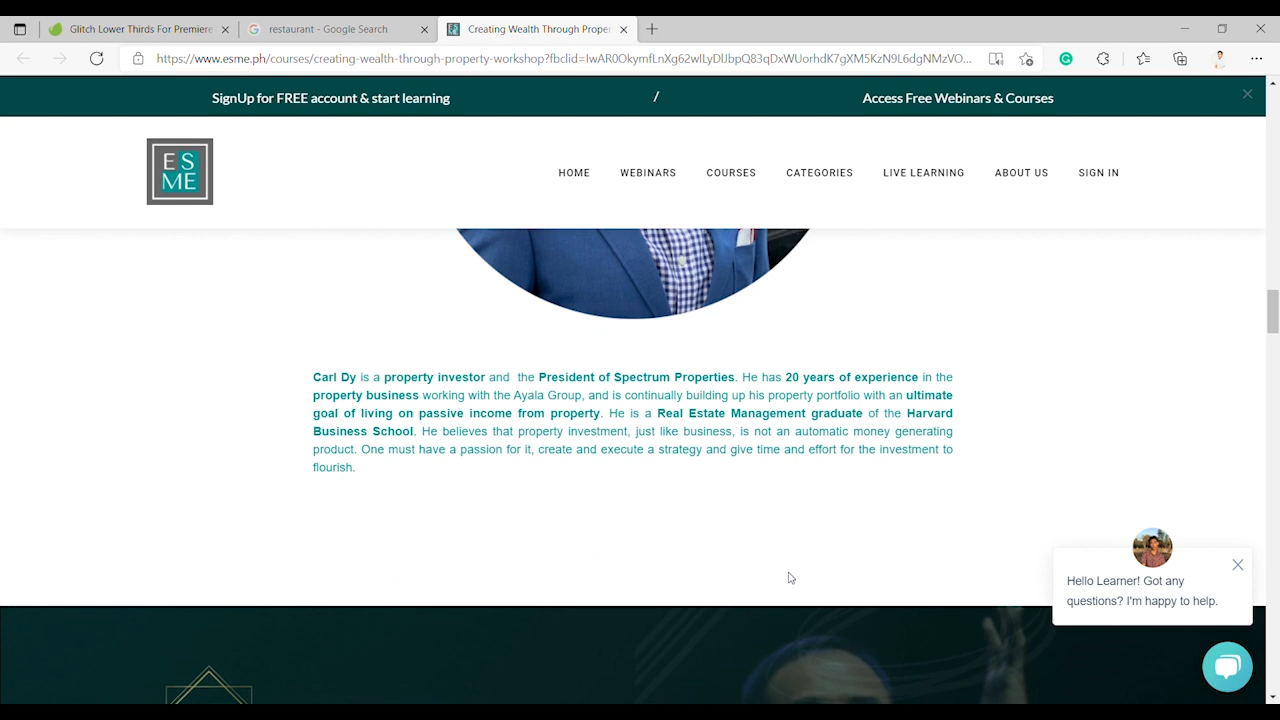 Glitch Lower Thirds For Premiere
restaurant - Google Search
Creating Wealth Through Proper
https://www.esme.ph/courses/creating-wealth-through-property-workshop?fbclid=IwAR0OkymfLnXg62wILyDlJbpQ83qDxWUorhdK7gXM5KzN9L6dgNMzVO...
SignUp for FREE account & start learning / Access Free Webinars & Courses
ES
ME
HOME WEBINARS COURSES CATEGORIES LIVE LEARNING ABOUT US SIGN IN
Carl Dy is a property investor and the President of Spectrum Properties. He has 20 years of experience in the
property business working with the Ayala Group, and is continually building up his property portfolio with an ultimate
goal of living on passive income from property. He is a Real Estate Management graduate of the Harvard
Business School. He believes that property investment, just like business, is not an automatic money generating
product. One must have a passion for it, create and execute a strategy and give time and effort for the investment to
flourish.
Hello Learner! Got any
questions? I'm happy to help.